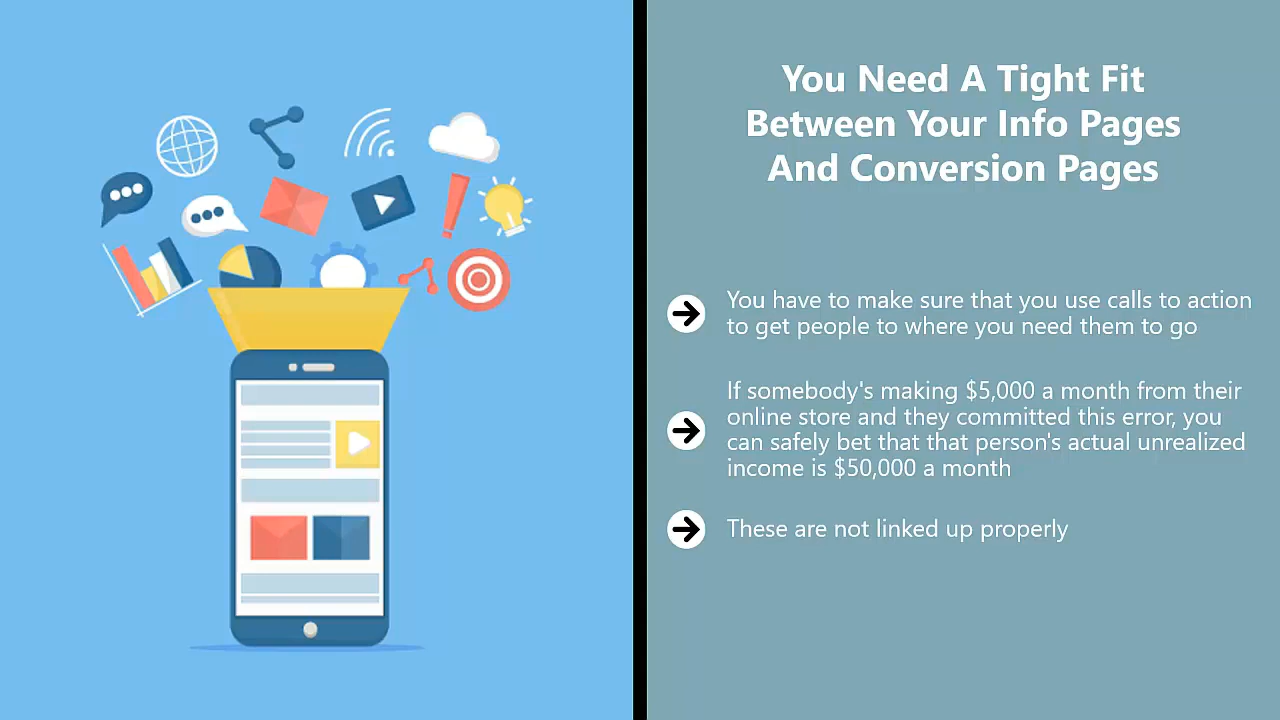 You Need A Tight Fit
Between Your Info Pages
And Conversion Pages
You have to make sure that you use calls to action
to get people to where you need them to go
If somebody's making $5,000 a month from their
online store and they committed this error, you
can safely bet that that person's actual unrealized
income is $50,000 a month
These are not linked up properly